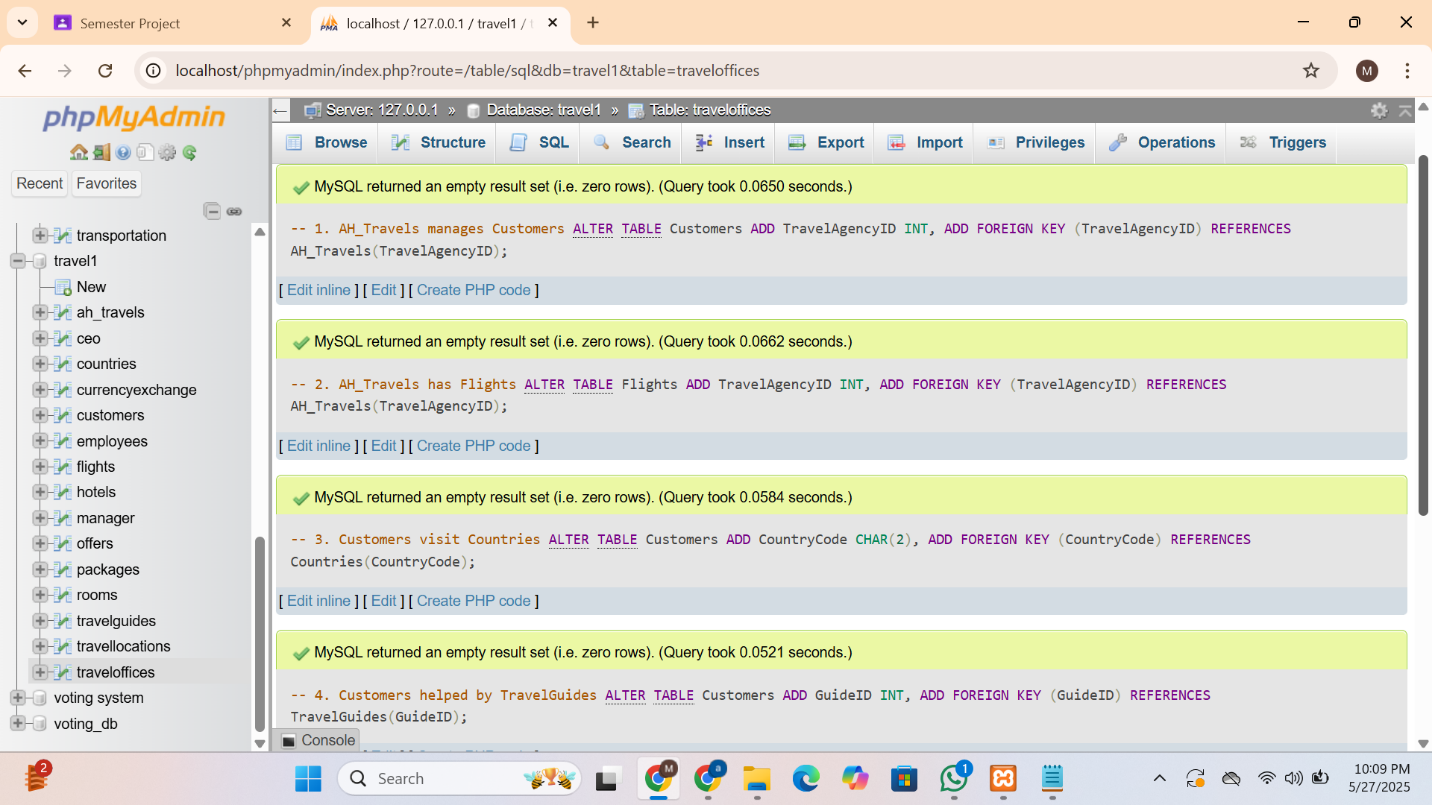 Semester Project
localhost / 127.0.0.1 / travel1 / t
localhost/phpmyadmin/index.php?route=/table/sql&db=travel1&table=traveloffices
M
phpMyAdmin
Recent
Favorites
transportation
travel1
New
ah_travels
ceo
countries
currencyexchange
customers
employees
flights
hotels
manager
offers
packages
rooms
travelguides
travellocations
traveloffices
voting system
voting_db
Server: 127.0.0.1 » Database: travel1 » Table: traveloffices
Browse Structure SQL Search Insert Export Import Privileges Operations Triggers
MySQL returned an empty result set (i.e. zero rows). (Query took 0.0650 seconds.)
-- 1. AH_Travels manages Customers ALTER TABLE Customers ADD TravelAgencyID INT, ADD FOREIGN KEY (TravelAgencyID) REFERENCES
AH_Travels(TravelAgencyID);
[ Edit inline ] [ Edit ] [ Create PHP code ]
MySQL returned an empty result set (i.e. zero rows). (Query took 0.0662 seconds.)
-- 2. AH_Travels has Flights ALTER TABLE Flights ADD TravelAgencyID INT, ADD FOREIGN KEY (TravelAgencyID) REFERENCES
AH_Travels(TravelAgencyID);
[ Edit inline ] [ Edit ] [ Create PHP code ]
MySQL returned an empty result set (i.e. zero rows). (Query took 0.0584 seconds.)
-- 3. Customers visit Countries ALTER TABLE Customers ADD CountryCode CHAR(2), ADD FOREIGN KEY (CountryCode) REFERENCES
Countries(CountryCode);
[ Edit inline ] [ Edit ] [ Create PHP code ]
MySQL returned an empty result set (i.e. zero rows). (Query took 0.0521 seconds.)
-- 4. Customers helped by TravelGuides ALTER TABLE Customers ADD GuideID INT, ADD FOREIGN KEY (GuideID) REFERENCES
TravelGuides(GuideID);
Console
2
Search
M
a
1
10:09 PM
5/27/2025